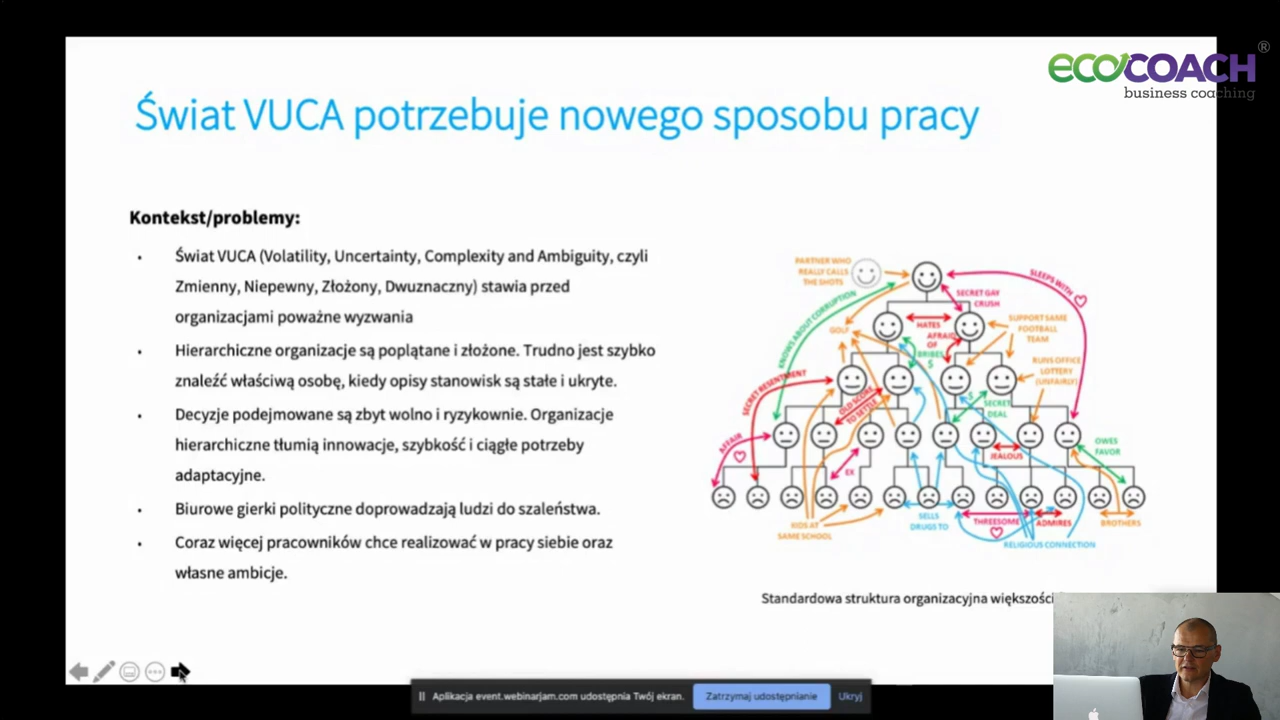 ecocoach
®
business coaching
Świat VUCA potrzebuje nowego sposobu pracy
Kontekst/problemy:
• Świat VUCA (Volatility, Uncertainty, Complexity and Ambiguity, czyli
Zmienny, Niepewny, Złożony, Dwuznaczny) stawia przed
organizacjami poważne wyzwania
• Hierarchiczne organizacje są poplątane i złożone. Trudno jest szybko
znaleźć właściwą osobę, kiedy opisy stanowisk są stałe i ukryte.
• Decyzje podejmowane są zbyt wolno i ryzykownie. Organizacje
hierarchiczne tłumią innowacje, szybkość i ciągłe potrzeby
adaptacyjne.
• Biurowe gierki polityczne doprowadzają ludzi do szaleństwa.
• Coraz więcej pracowników chce realizować w pracy siebie oraz
własne ambicje.
PARTNER WHO
REALLY CALLS
THE SHOTS
SLEEPS WITH
SECRET GAY
CRUSH
KNOWS ABOUT CORRUPTION
GOLF
HATES
AFRAID
OF
BRIBES
$
SUPPORT SAME
FOOTBALL
TEAM
RUNS OFFICE
LOTTERY
(UNFAIRLY)
SECRET RESENTMENT
OLD SCORE
TO SETTLE
$
SECRET
DEAL
AFFAIR
EX
JEALOUS
OWES
FAVOR
KIDS AT
SAME SCHOOL
SELLS
DRUGS TO
THREESOME
ADMIRES
BROTHERS
RELIGIOUS CONNECTION
Standardowa struktura organizacyjna większości
Aplikacja event.webinarjam.com udostępnia Twój ekran.
Zatrzymaj udostępnianie
Ukryj